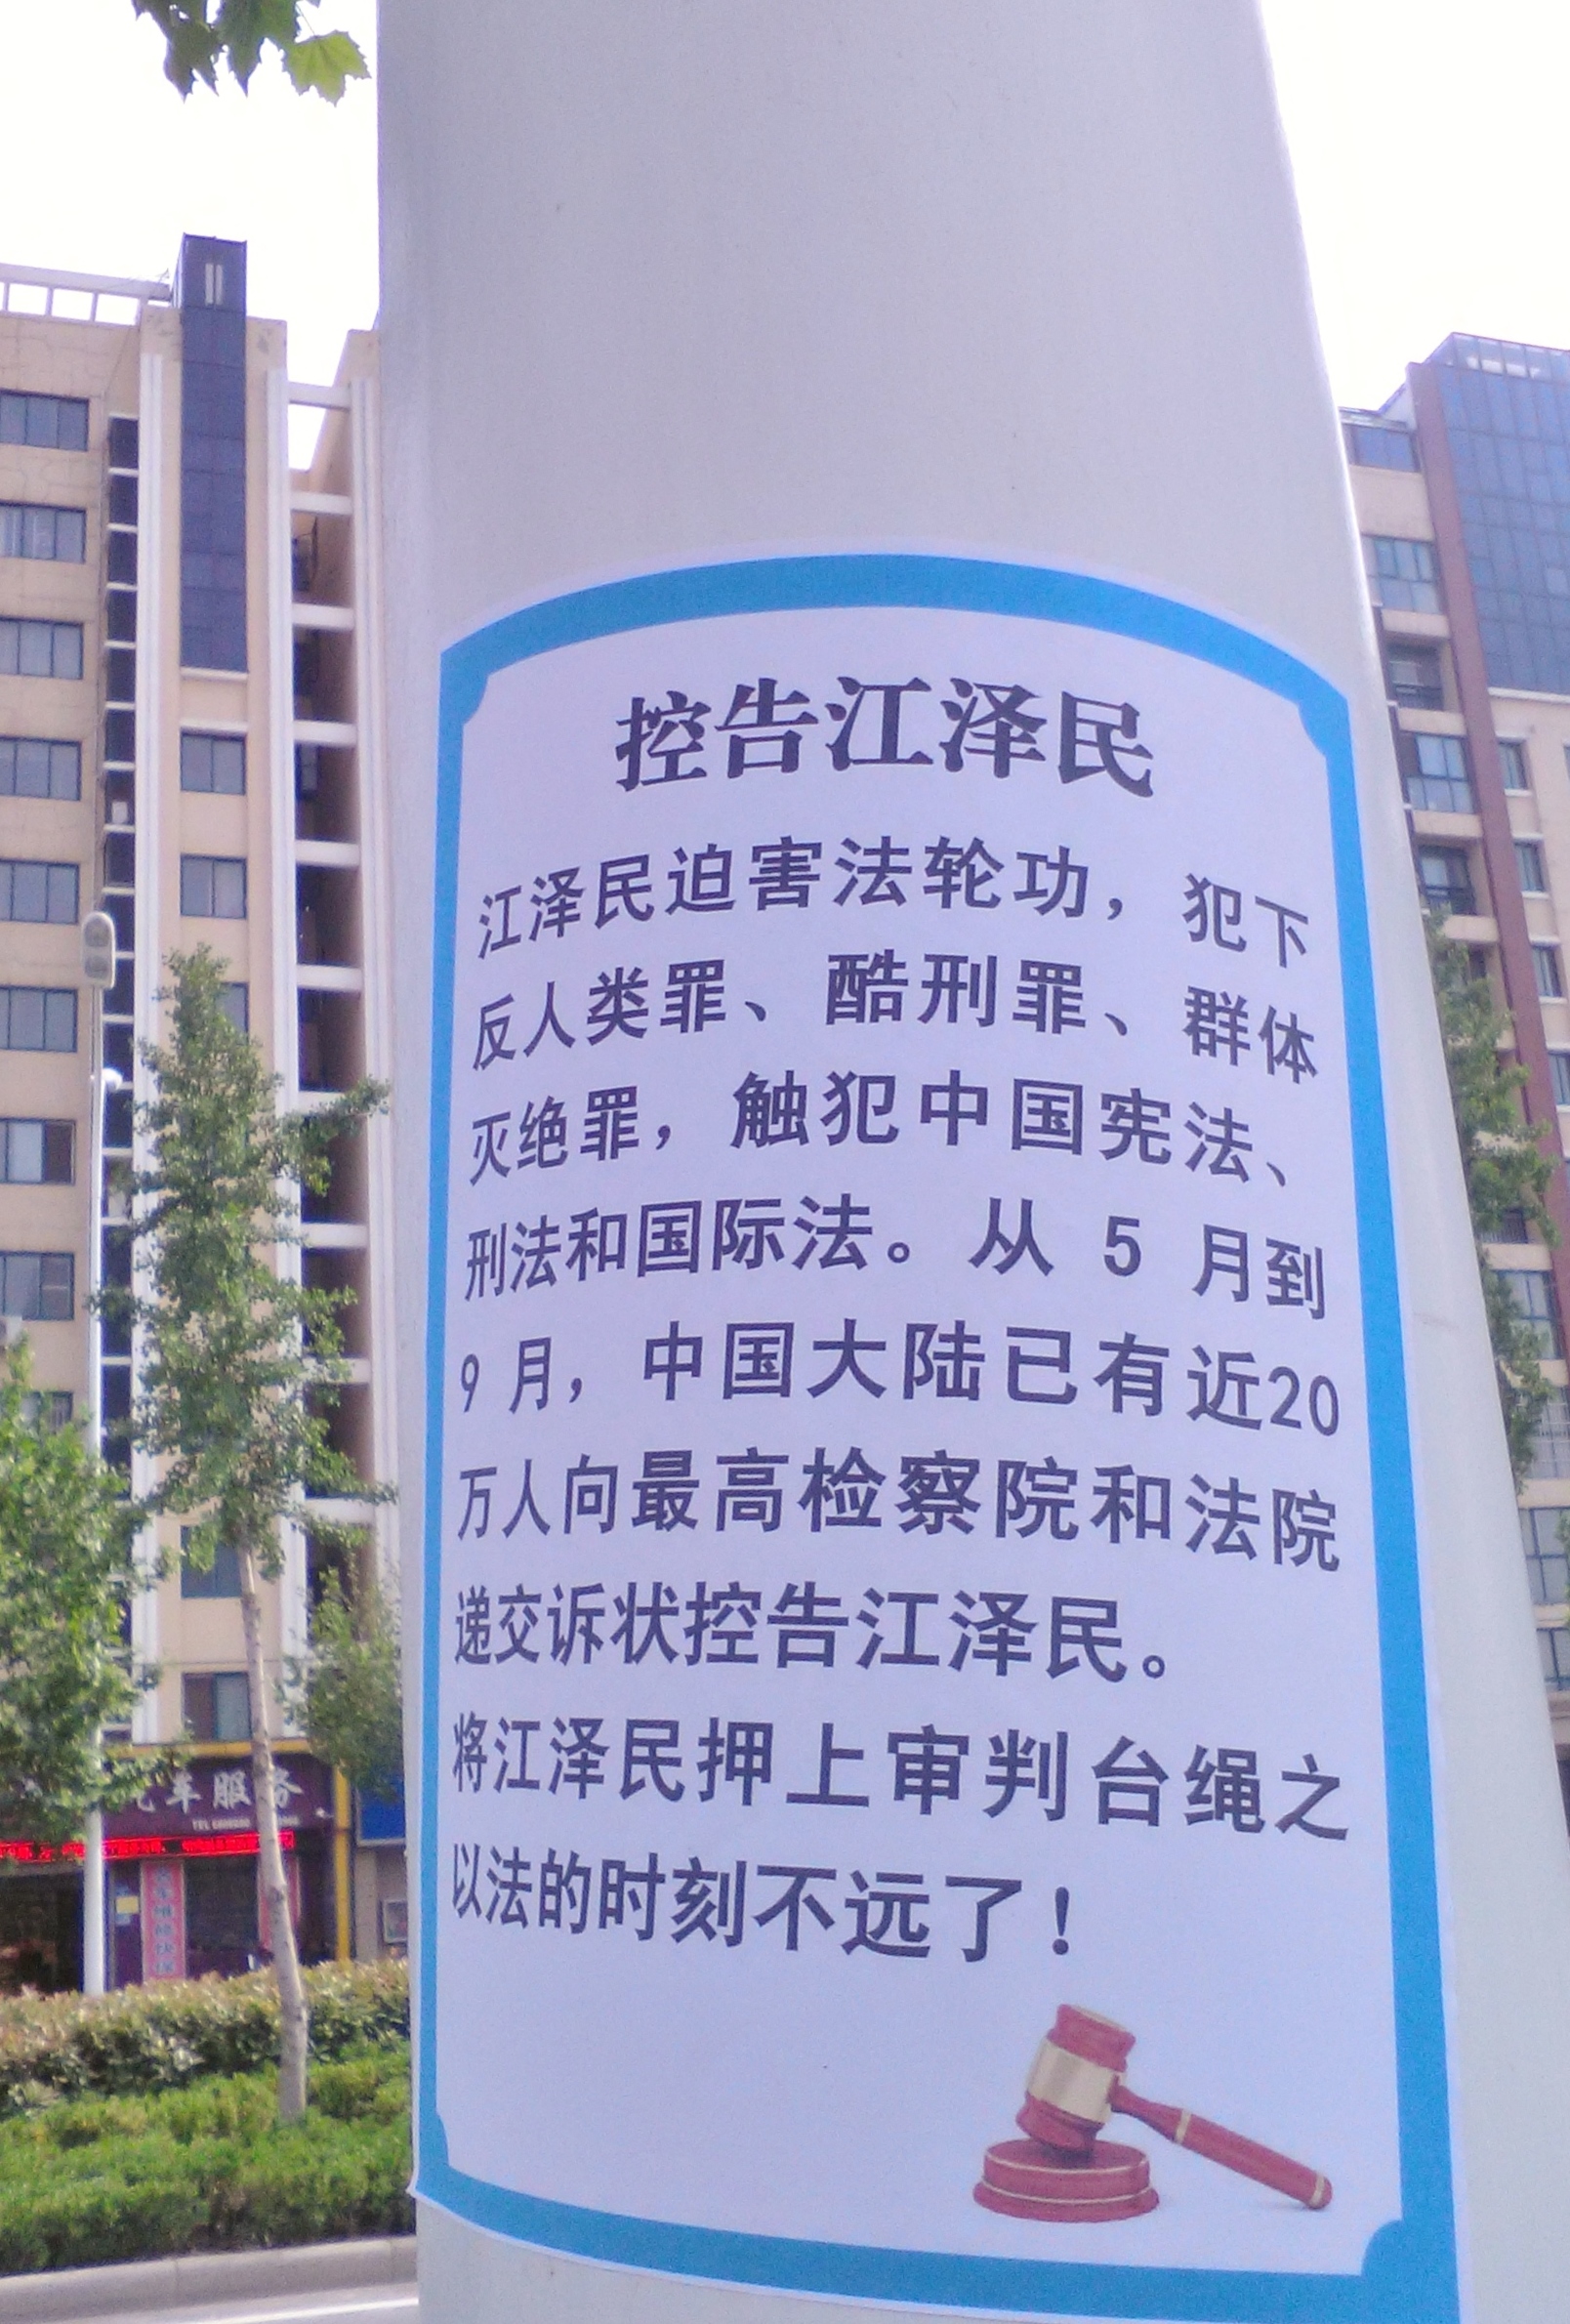 控告江泽民
江泽民迫害法轮功，犯下
反人类罪、酷刑罪、群体
灭绝罪，触犯中国宪法、
刑法和国际法。从 5 月到
9 月，中国大陆已有近20
万人向最高检察院和法院
递交诉状控告江泽民。
将江泽民押上审判台绳之
以法的时刻不远了！
车服务
TEL